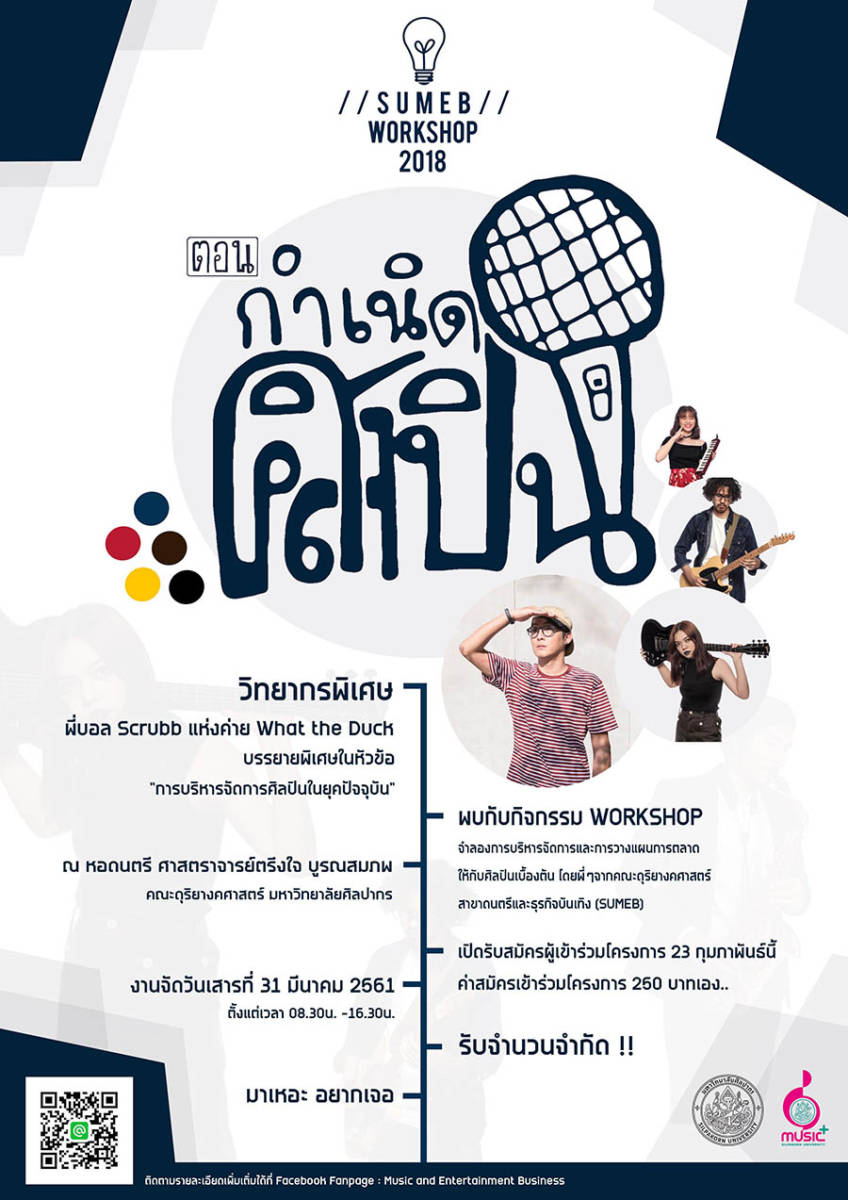 //SUMEB//
WORKSHOP
2018
ตอน
กำเนิด
ศิลปิน
วิทยากรพิเศษ
พี่บอล Scrubb แห่งค่าย What the Duck
บรรยายพิเศษในหัวข้อ
"การบริหารจัดการศิลปินในยุคปัจจุบัน"
พบกับกิจกรรม WORKSHOP
จำลองการบริหารจัดการและการวางแผนการตลาด
ให้กับศิลปินเบื้องต้น โดยพี่ๆจากคณะดุริยางคศาสตร์
สาขาดนตรีและธุรกิจบันเทิง (SUMEB)
ณ หอดนตรี ศาสตราจารย์ตรึงใจ บูรณสมภพ
คณะดุริยางคศาสตร์ มหาวิทยาลัยศิลปากร
เปิดรับสมัครผู้เข้าร่วมโครงการ 23 กุมภาพันธ์นี้
ค่าสมัครเข้าร่วมโครงการ 250 บาทเอง..
งานจัดวันเสารที่ 31 มีนาคม 2561
ตั้งแต่เวลา 08.30น. -16.30น.
รับจำนวนจำกัด !!
มาเหอะ อยากเจอ
มหาวิทยาลัยศิลปากร
SILPAKORN UNIVERSITY
MUSIC+
SILPAKORN UNIVERSITY
ติดตามรายละเอียดเพิ่มเติมได้ที่ Facebook Fanpage : Music and Entertainment Business